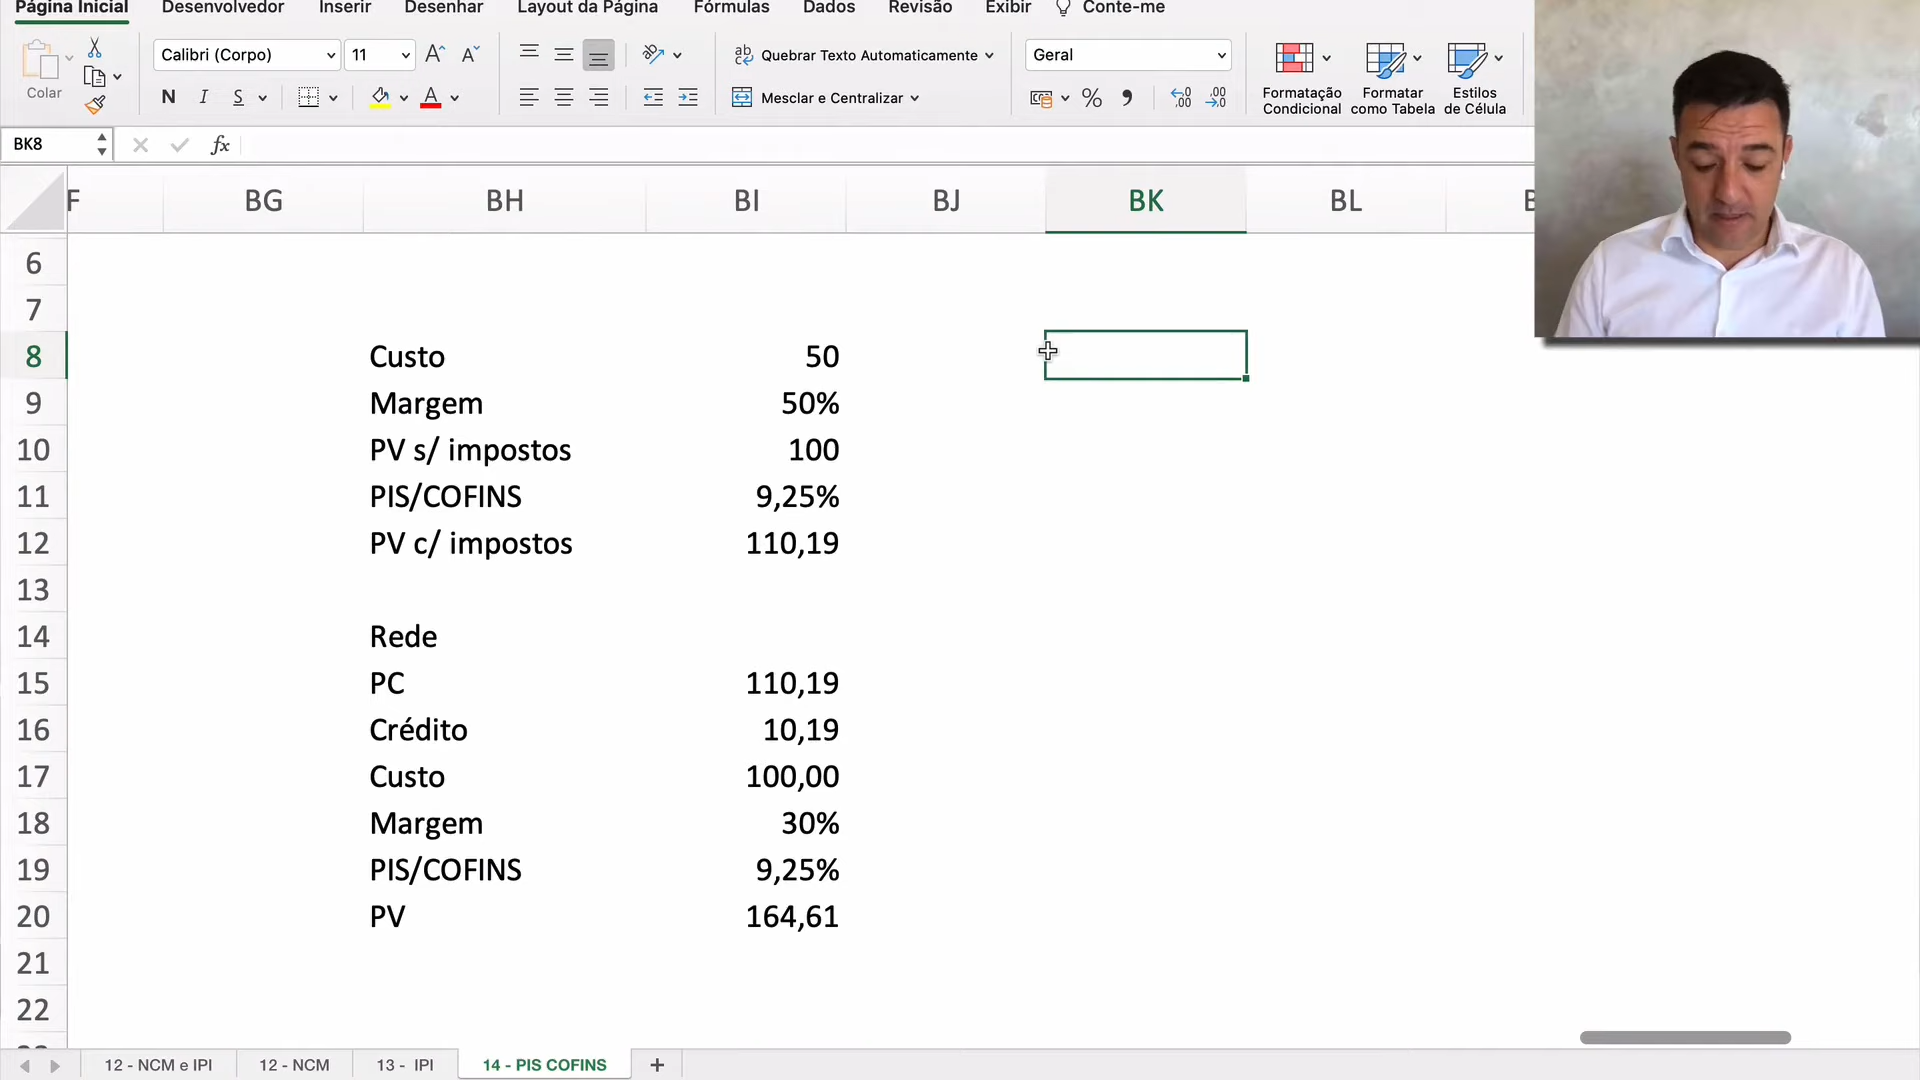 Página Inicial Desenvolvedor Inserir Desenhar Layout da Página Fórmulas Dados Revisão Exibir Conte-me
Colar
Calibri (Corpo) 11
N I S
Quebrar Texto Automaticamente
Mesclar e Centralizar
Geral
Formatação Condicional
Formatar como Tabela
Estilos de Célula
BK8 fx
F BG BH BI BJ BK BL
6
7
8 Custo 50
9 Margem 50%
10 PV s/ impostos 100
11 PIS/COFINS 9,25%
12 PV c/ impostos 110,19
13
14 Rede
15 PC 110,19
16 Crédito 10,19
17 Custo 100,00
18 Margem 30%
19 PIS/COFINS 9,25%
20 PV 164,61
21
22
12 - NCM e IPI 12 - NCM 13 - IPI 14 - PIS COFINS +